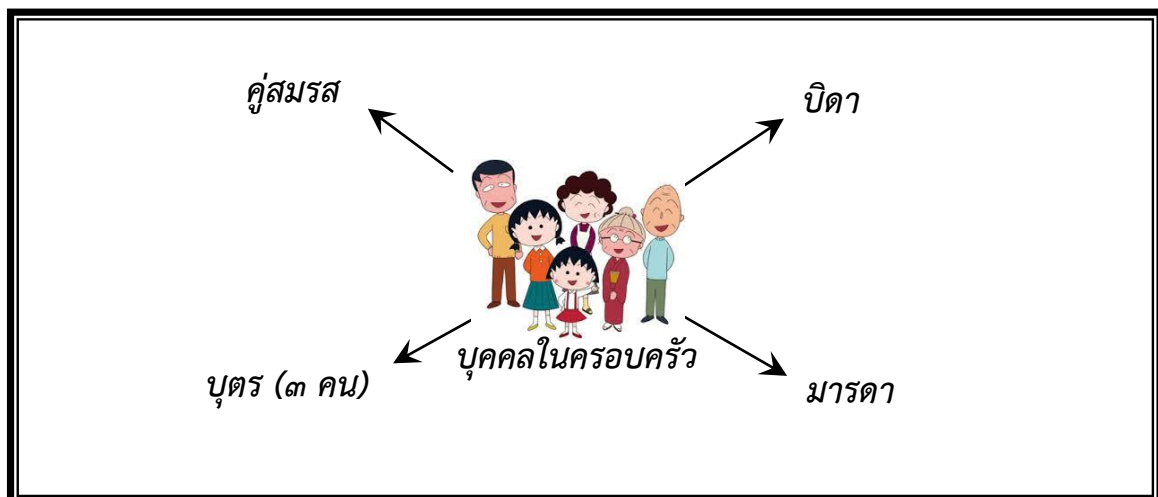 คู่สมรส
บิดา
บุคคลในครอบครัว
บุตร (๓ คน)
มารดา